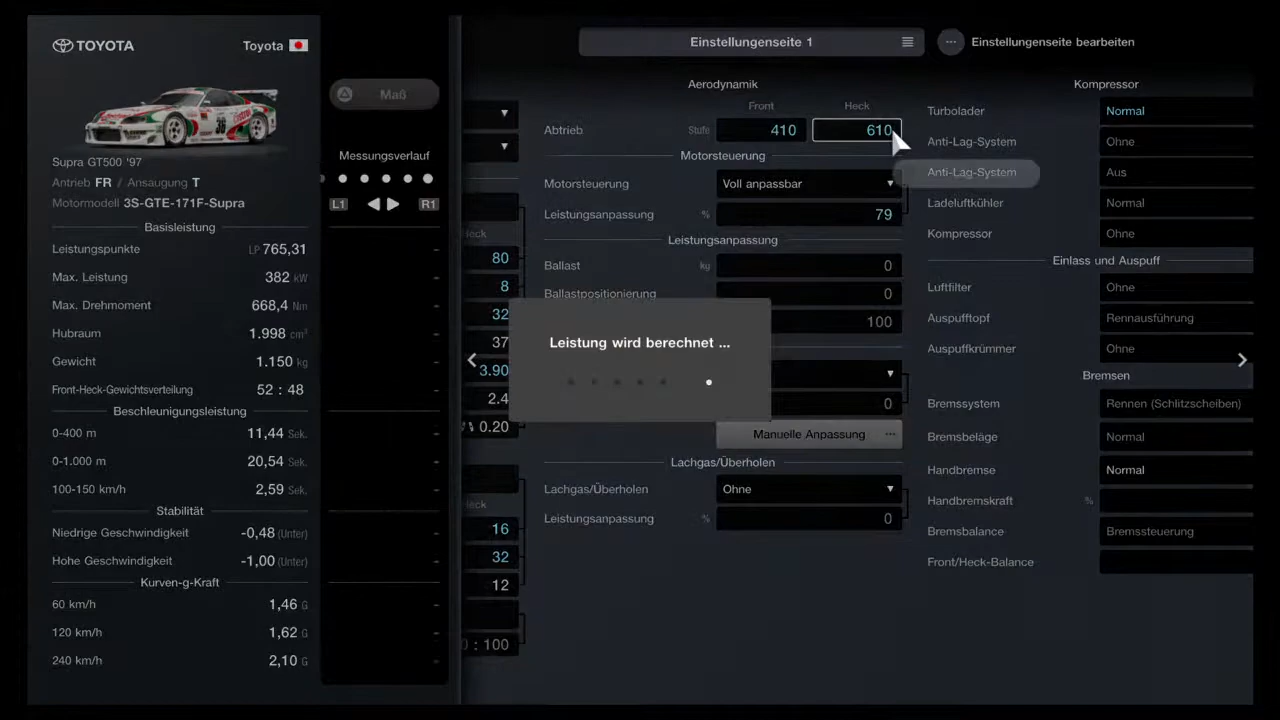 TOYOTA
Toyota
Supra GT500 '97
Antrieb FR / Ansaugung T
Motormodell 3S-GTE-171F-Supra
Basisleistung
Leistungspunkte LP 765,31
Max. Leistung 382 kW
Max. Drehmoment 668,4 Nm
Hubraum 1.998 cm³
Gewicht 1.150 kg
Front-Heck-Gewichtsverteilung 52 : 48
Beschleunigungsleistung
0-400 m 11,44 Sek.
0-1.000 m 20,54 Sek.
100-150 km/h 2,59 Sek.
Stabilität
Niedrige Geschwindigkeit -0,48 (Unter)
Hohe Geschwindigkeit -1,00 (Unter)
Kurven-g-Kraft
60 km/h 1,46 G
120 km/h 1,62 G
240 km/h 2,10 G
Maß
Messungsverlauf
L1 R1
80
8
32
37
3.90
2.4
0.20
16
32
12
: 100
Einstellungenseite 1
Einstellungenseite bearbeiten
Aerodynamik
Front Heck
Abtrieb Stufe 410 610
Motorsteuerung
Motorsteuerung Voll anpassbar
Leistungsanpassung % 79
Leistungsanpassung
Ballast kg 0
Ballastpositionierung 0
100
Leistung wird berechnet ...
0
Manuelle Anpassung
Lachgas/Überholen
Lachgas/Überholen Ohne
Leistungsanpassung % 0
Kompressor
Turbolader Normal
Anti-Lag-System Ohne
Anti-Lag-System Aus
Ladeluftkühler Normal
Kompressor Ohne
Einlass und Auspuff
Luftfilter Ohne
Auspufftopf Rennausführung
Auspuffkrümmer Ohne
Bremsen
Bremssystem Rennen (Schlitzscheiben)
Bremsbeläge Normal
Handbremse Normal
Handbremskraft %
Bremsbalance Bremssteuerung
Front/Heck-Balance